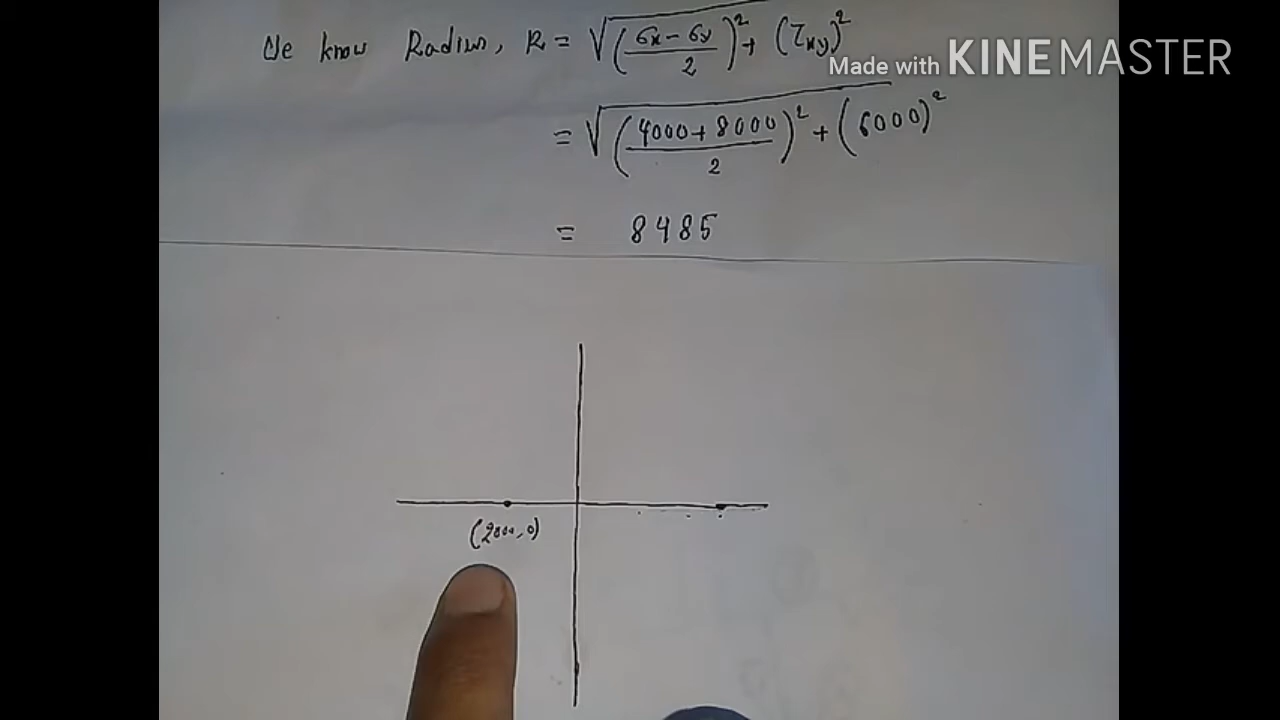 We know Radius, R = √((σx − σy)/2)² + (τxy)²
Made with KINEMASTER
= √((4000 + 8000)/2)² + (6000)²
= 8485
(2000, 0)